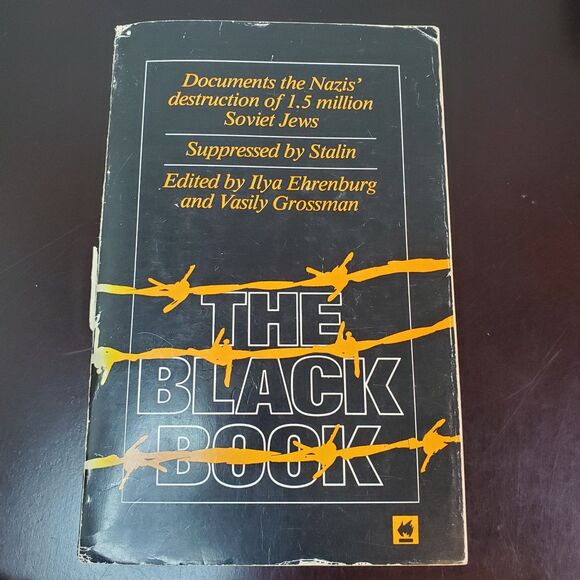 Documents the Nazis'
destruction of 1.5 million
Soviet Jews
Suppressed by Stalin
Edited by Ilya Ehrenburg
and Vasily Grossman
THE
BLACK
BOOK